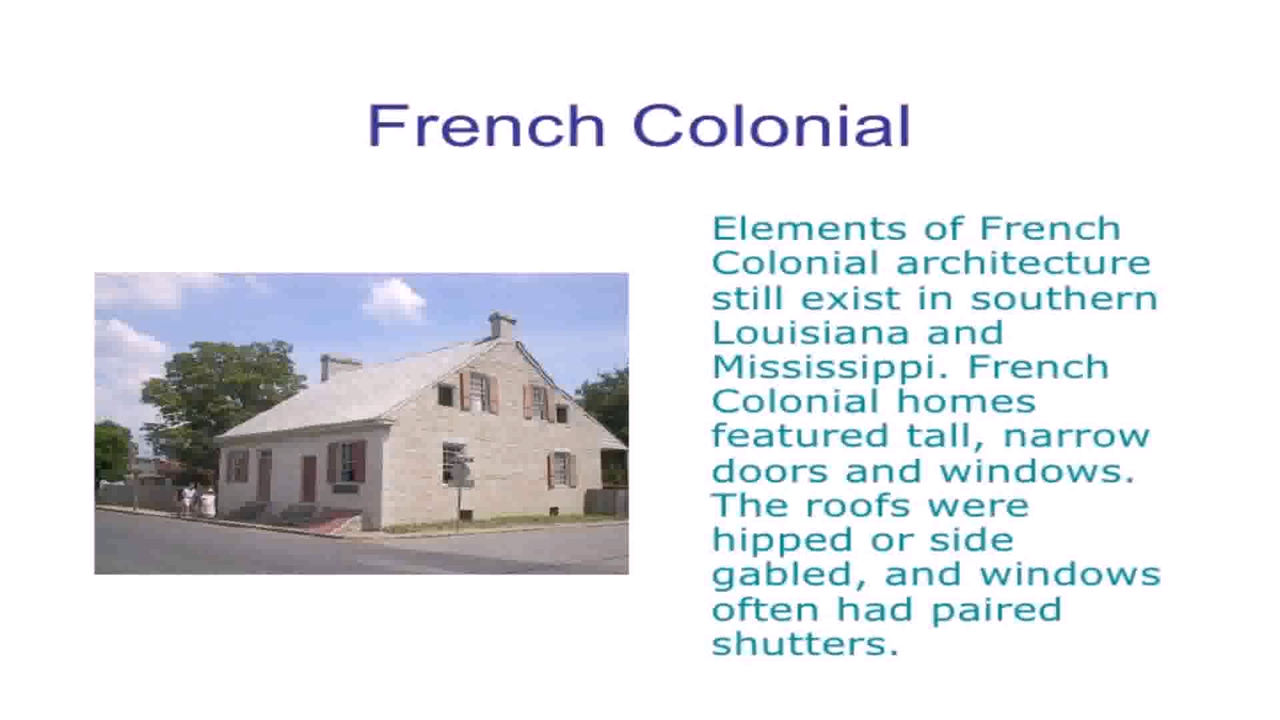 French Colonial
Elements of French
Colonial architecture
still exist in southern
Louisiana and
Mississippi. French
Colonial homes
featured tall, narrow
doors and windows.
The roofs were
hipped or side
gabled, and windows
often had paired
shutters.